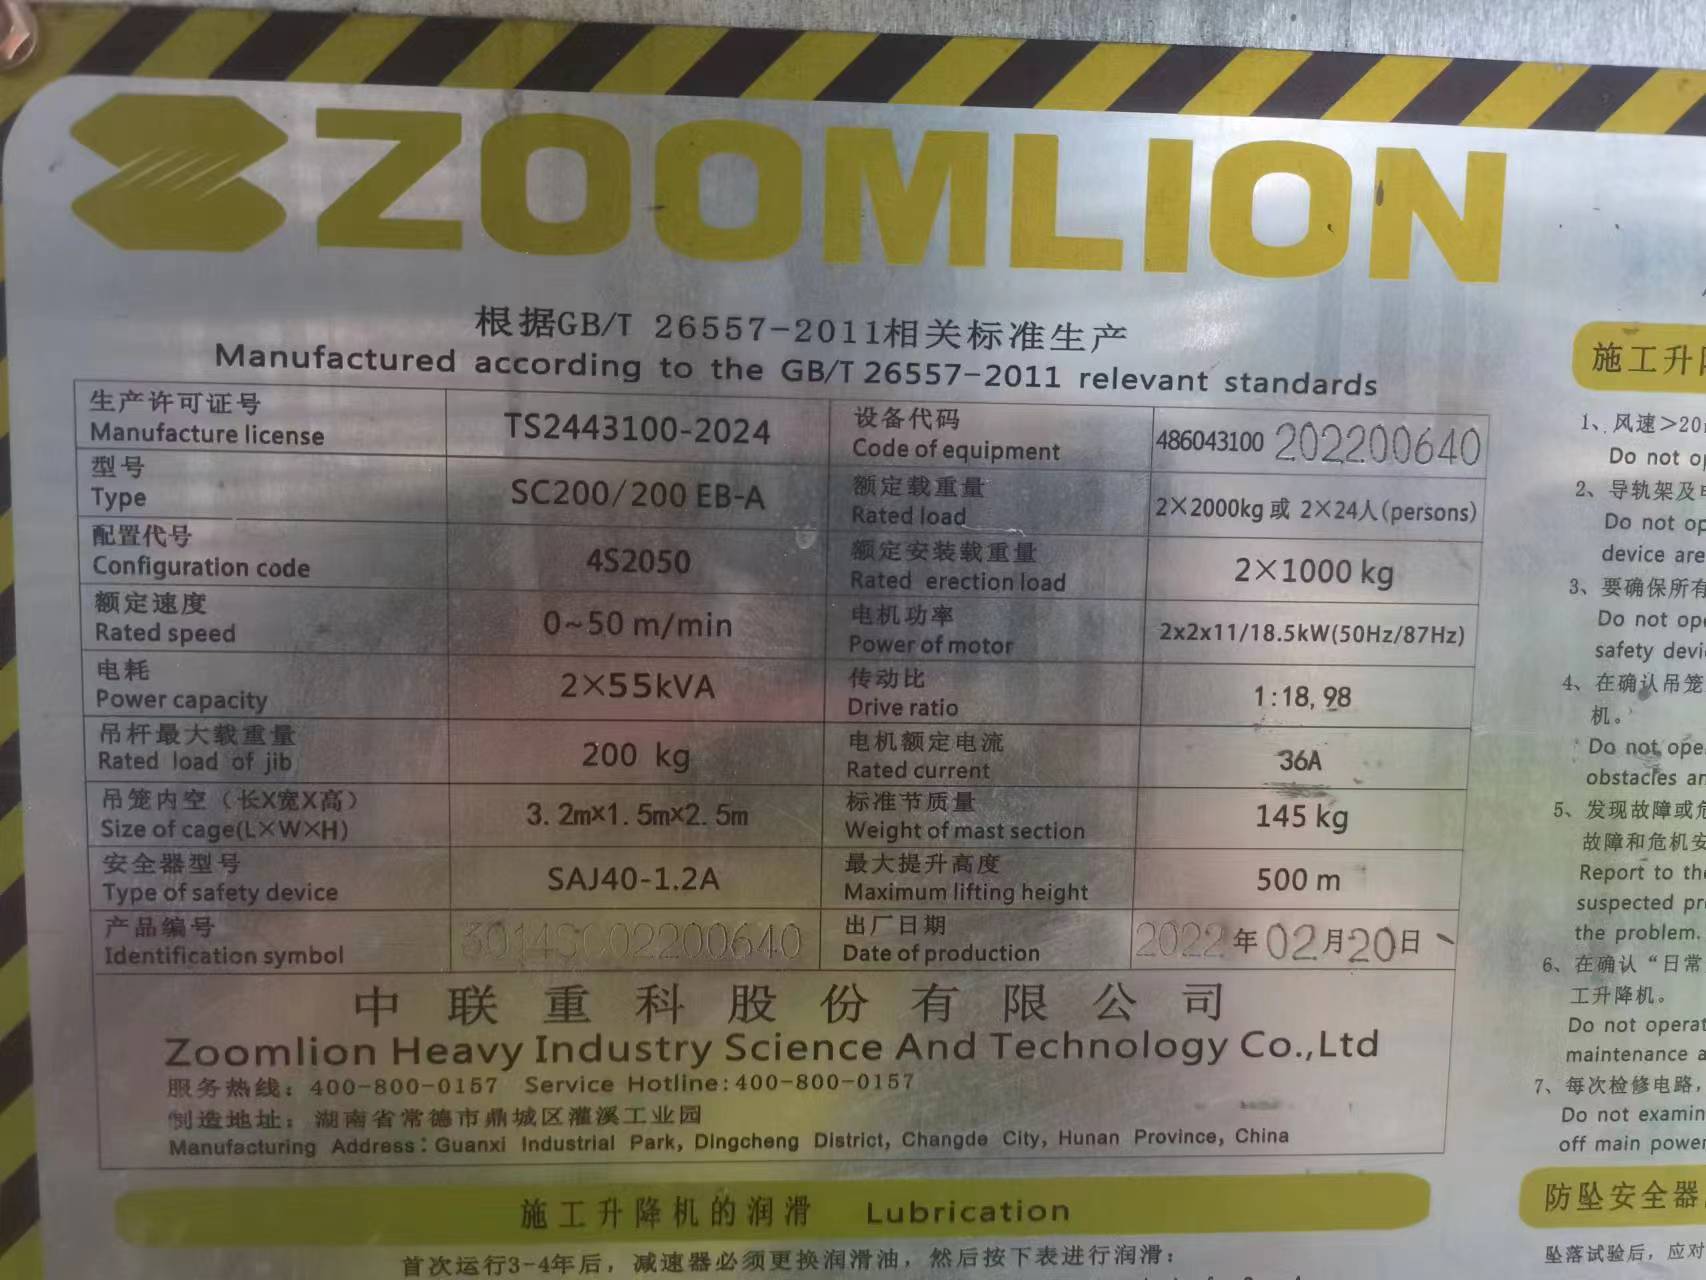 ZOOMLION
根据GB/T 26557-2011相关标准生产
Manufactured according to the GB/T 26557-2011 relevant standards
生产许可证号
Manufacture license
TS2443100-2024
设备代码
Code of equipment
486043100 202200640
型号
Type
SC200/200 EB-A
额定载重量
Rated load
2×2000kg 或 2×24人(persons)
配置代号
Configuration code
4S2050
额定安装载重量
Rated erection load
2×1000 kg
额定速度
Rated speed
0~50 m/min
电机功率
Power of motor
2x2x11/18.5kW(50Hz/87Hz)
电耗
Power capacity
2×55kVA
传动比
Drive ratio
1:18,98
吊杆最大载重量
Rated load of jib
200 kg
电机额定电流
Rated current
36A
吊笼内空（长X宽X高）
Size of cage(L×W×H)
3.2m×1.5m×2.5m
标准节质量
Weight of mast section
145 kg
安全器型号
Type of safety device
SAJ40-1.2A
最大提升高度
Maximum lifting height
500 m
产品编号
Identification symbol
出厂日期
Date of production
2022 年 02 月 20 日
中联重科股份有限公司
Zoomlion Heavy Industry Science And Technology Co.,Ltd
服务热线：400-800-0157 Service Hotline:400-800-0157
制造地址：湖南省常德市鼎城区灌溪工业园
Manufacturing Address：Guanxi Industrial Park, Dingcheng District, Changde City, Hunan Province, China
施工升降机的润滑 Lubrication
首次运行3-4年后，减速器必须更换润滑油，然后按下表进行润滑：
施工升
1、风速>20
Do not
2、导轨架及
Do not
device are
3、要确保所有
Do not
safety
4、在确认吊笼
机。
Do not
obstacles
5、发现故障或
故障和危机
Report to
suspected
the problem.
6、在确认“日常
工升降机。
Do not
maintenance
7、每次检修电路，
Do not
off main
防坠安全器
坠落试验后，应对